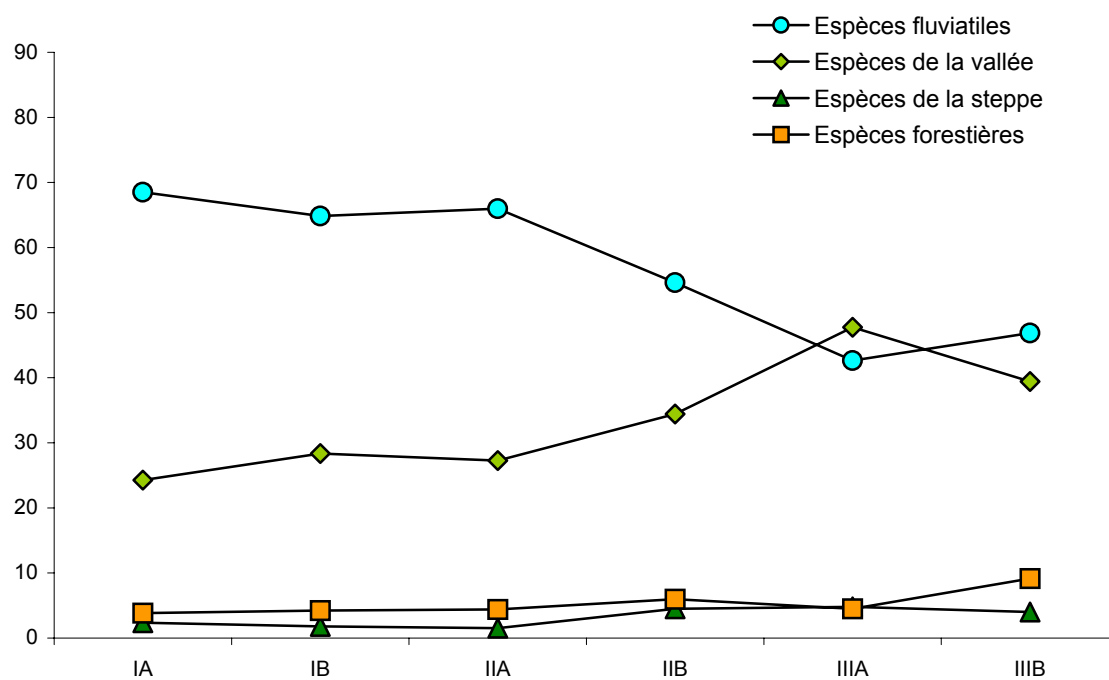 Espèces fluviatiles
Espèces de la vallée
Espèces de la steppe
Espèces forestières
90
80
70
60
50
40
30
20
10
0
IA IB IIA IIB IIIA IIIB